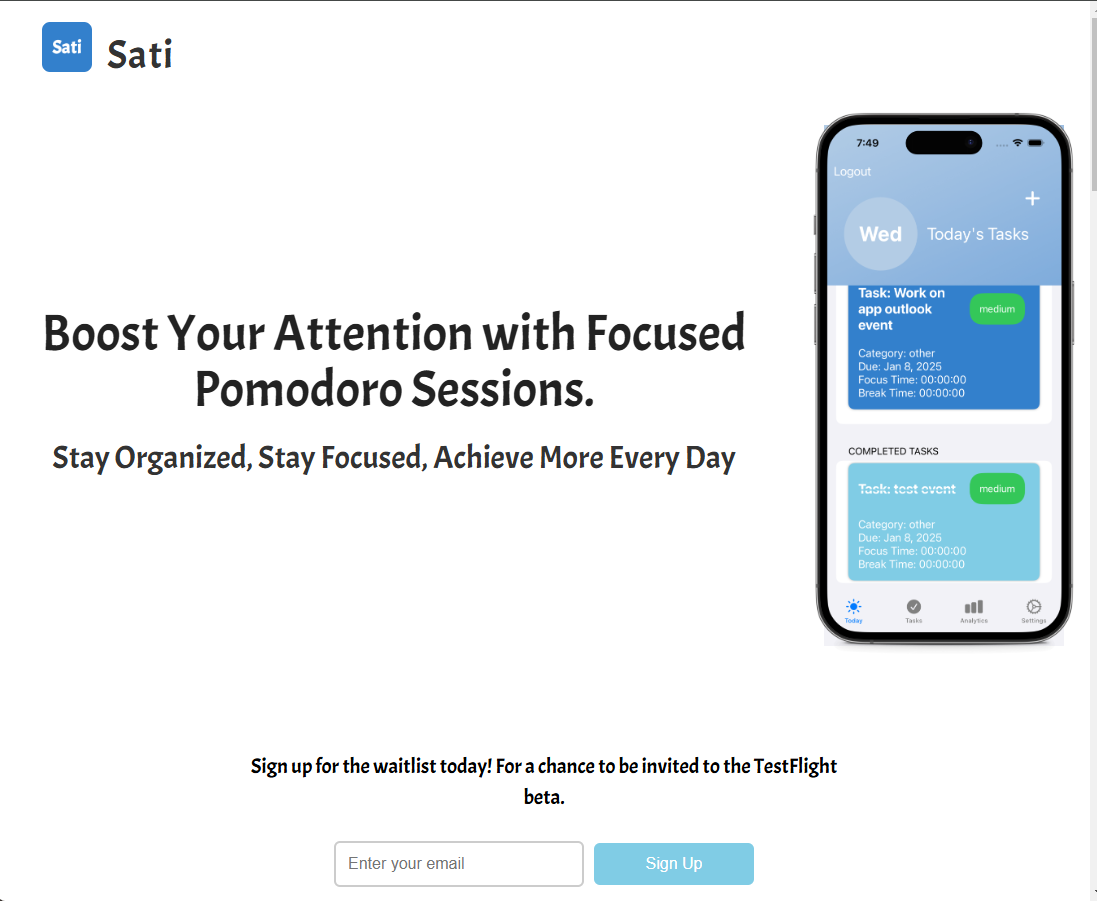 Sati
Sati
Boost Your Attention with Focused
Pomodoro Sessions.
Stay Organized, Stay Focused, Achieve More Every Day
7:49
Logout
+
Wed
Today's Tasks
Task: Work on
app outlook
event
medium
Category: other
Due: Jan 8, 2025
Focus Time: 00:00:00
Break Time: 00:00:00
COMPLETED TASKS
Task: test event
medium
Category: other
Due: Jan 8, 2025
Focus Time: 00:00:00
Break Time: 00:00:00
Today
Tasks
Analytics
Settings
Sign up for the waitlist today! For a chance to be invited to the TestFlight
beta.
Enter your email
Sign Up